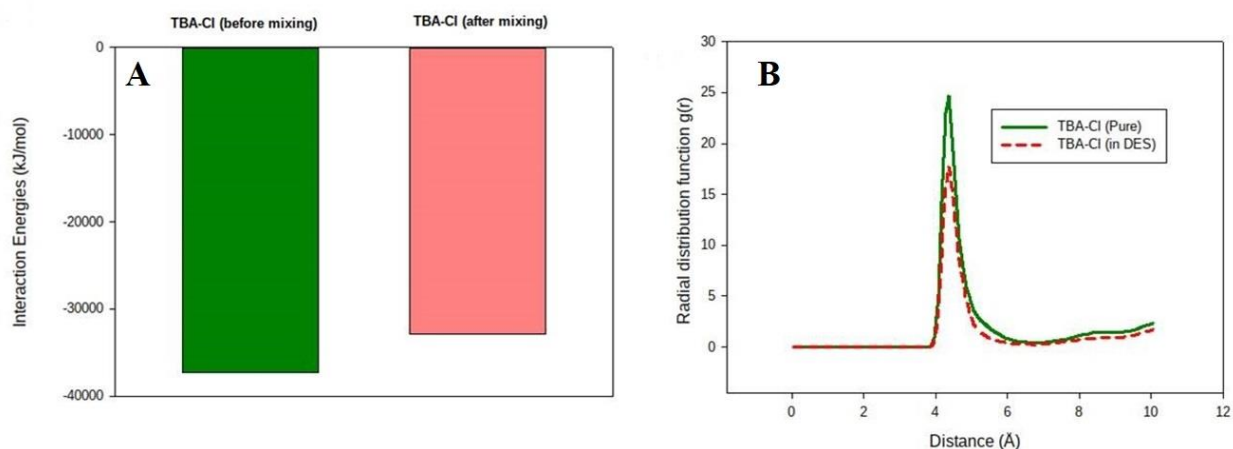 TBA-Cl (before mixing)
TBA-Cl (after mixing)
A
0
-10000
-20000
-30000
-40000
Interaction Energies (kJ/mol)
B
30
25
20
15
10
5
0
Radial distribution function g(r)
TBA-Cl (Pure)
TBA-Cl (in DES)
0 2 4 6 8 10 12
Distance (Å)